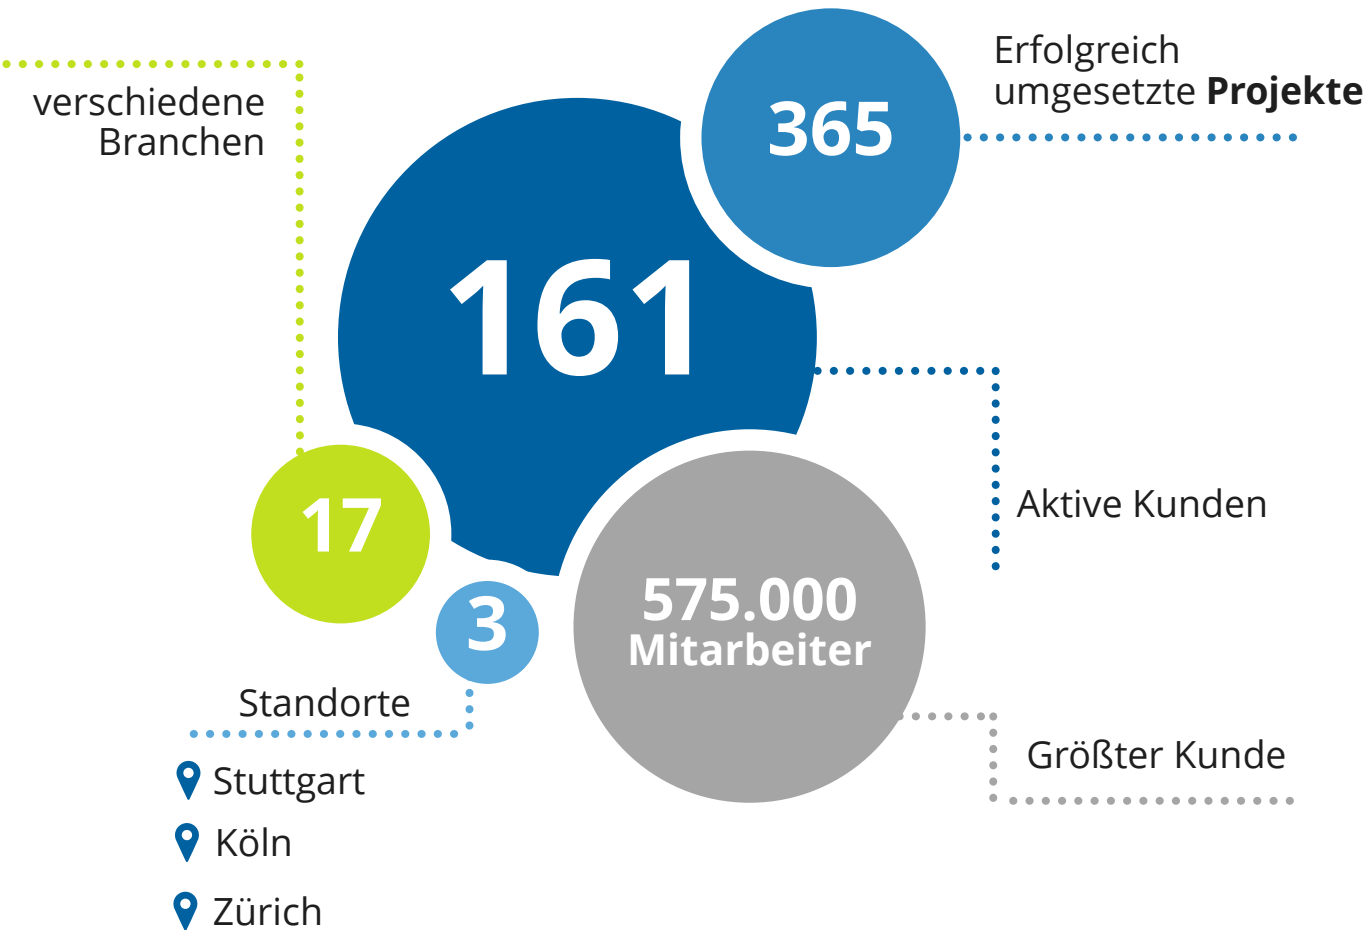 verschiedene
Branchen
365
Erfolgreich
umgesetzte Projekte
161
Aktive Kunden
17
3
575.000
Mitarbeiter
Größter Kunde
Standorte
Stuttgart
Köln
Zürich